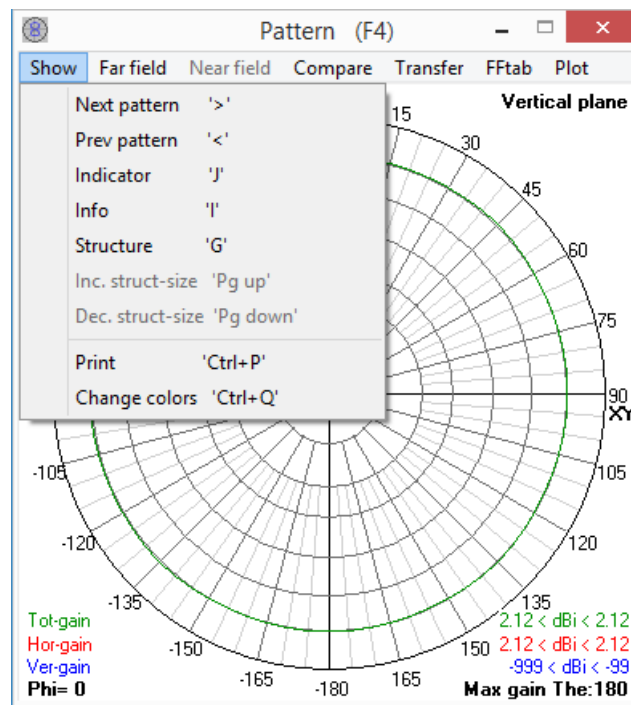 Pattern (F4)
Show Far field Near field Compare Transfer FFtab Plot
Vertical plane
Next pattern '>'
Prev pattern '<'
Indicator 'J'
Info 'I'
Structure 'G'
Inc. struct-size 'Pg up'
Dec. struct-size 'Pg down'
Print 'Ctrl+P'
Change colors 'Ctrl+Q'
15
30
45
60
75
90
XY
-105 105
-120 120
-135 135
-150 150
-165 165
-180
Tot-gain 2.12 < dBi < 2.12
Hor-gain 2.12 < dBi < 2.12
Ver-gain -999 < dBi < -99
Phi= 0 Max gain The:180